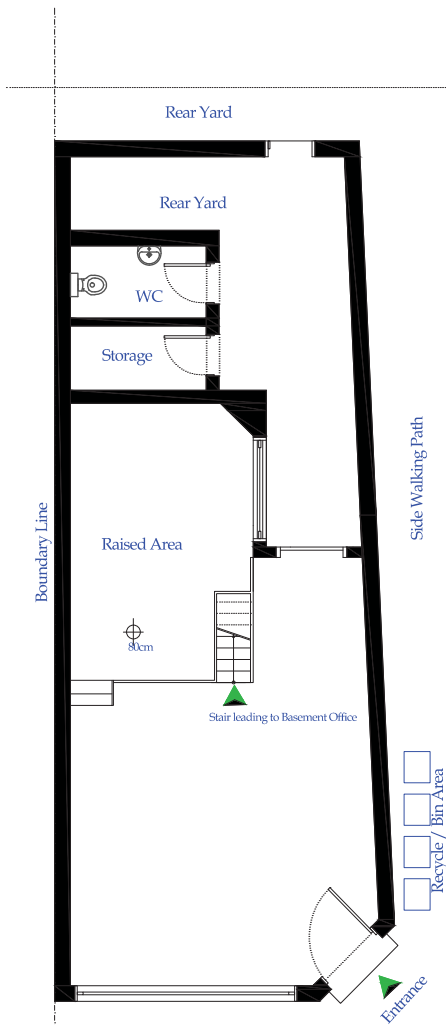 Rear Yard
Rear Yard
WC
Storage
Side Walking Path
Boundary Line
Raised Area
80cm
Stair leading to Basement Office
Recycle / Bin Area
Entrance